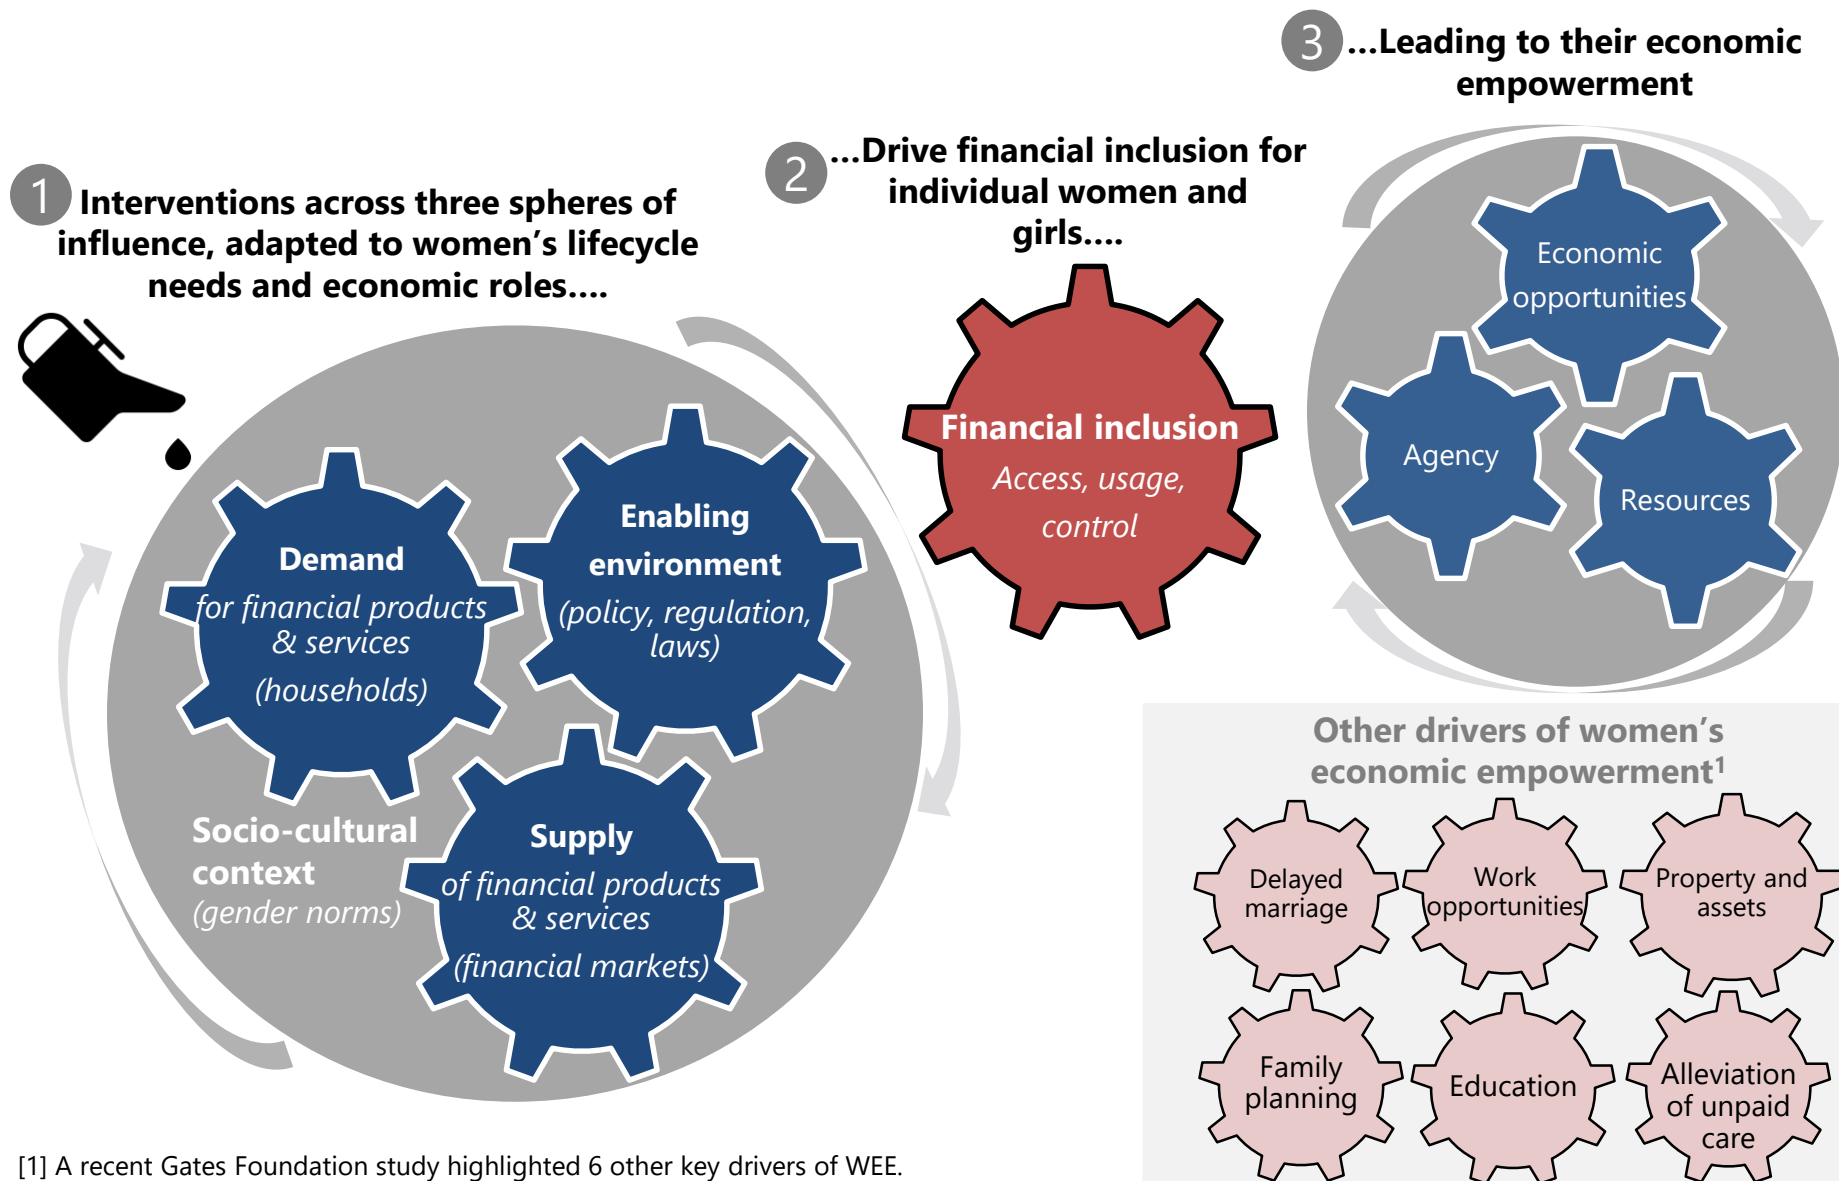 1
Interventions across three spheres of
influence, adapted to women’s lifecycle
needs and economic roles....
2
...Drive financial inclusion for
individual women and
girls....
3
...Leading to their economic
empowerment
Demand
for financial products
& services
(households)
Enabling
environment
(policy, regulation,
laws)
Supply
of financial products
& services
(financial markets)
Socio-cultural
context
(gender norms)
Financial inclusion
Access, usage,
control
Economic
opportunities
Agency
Resources
Other drivers of women’s
economic empowerment¹
Delayed
marriage
Work
opportunities
Property and
assets
Family
planning
Education
Alleviation
of unpaid
care
[1] A recent Gates Foundation study highlighted 6 other key drivers of WEE.